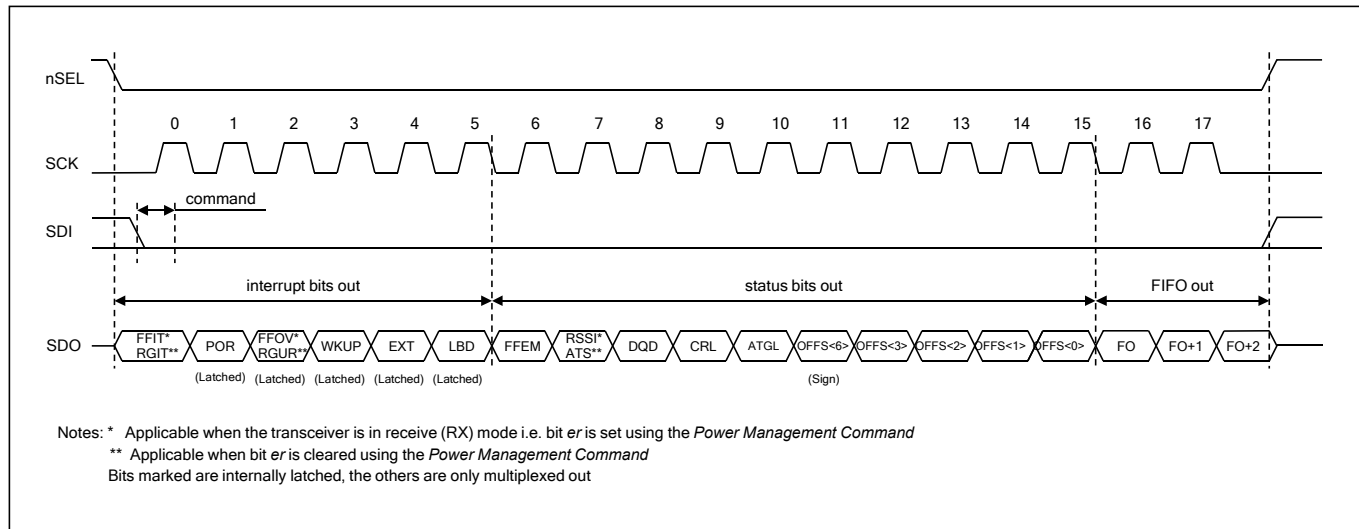 nSEL
0 1 2 3 4 5 6 7 8 9 10 11 12 13 14 15 16 17
SCK
command
SDI
interrupt bits out status bits out FIFO out
SDO
FFIT* RGIT** POR FFOV* RGUR** WKUP EXT LBD FFEM RSSI* ATS** DQD CRL ATGL OFFS<6> OFFS<3> OFFS<2> OFFS<1> OFFS<0> FO FO+1 FO+2
(Latched) (Latched) (Latched) (Latched) (Latched) (Sign)
Notes: * Applicable when the transceiver is in receive (RX) mode i.e. bit er is set using the Power Management Command
** Applicable when bit er is cleared using the Power Management Command
Bits marked are internally latched, the others are only multiplexed out